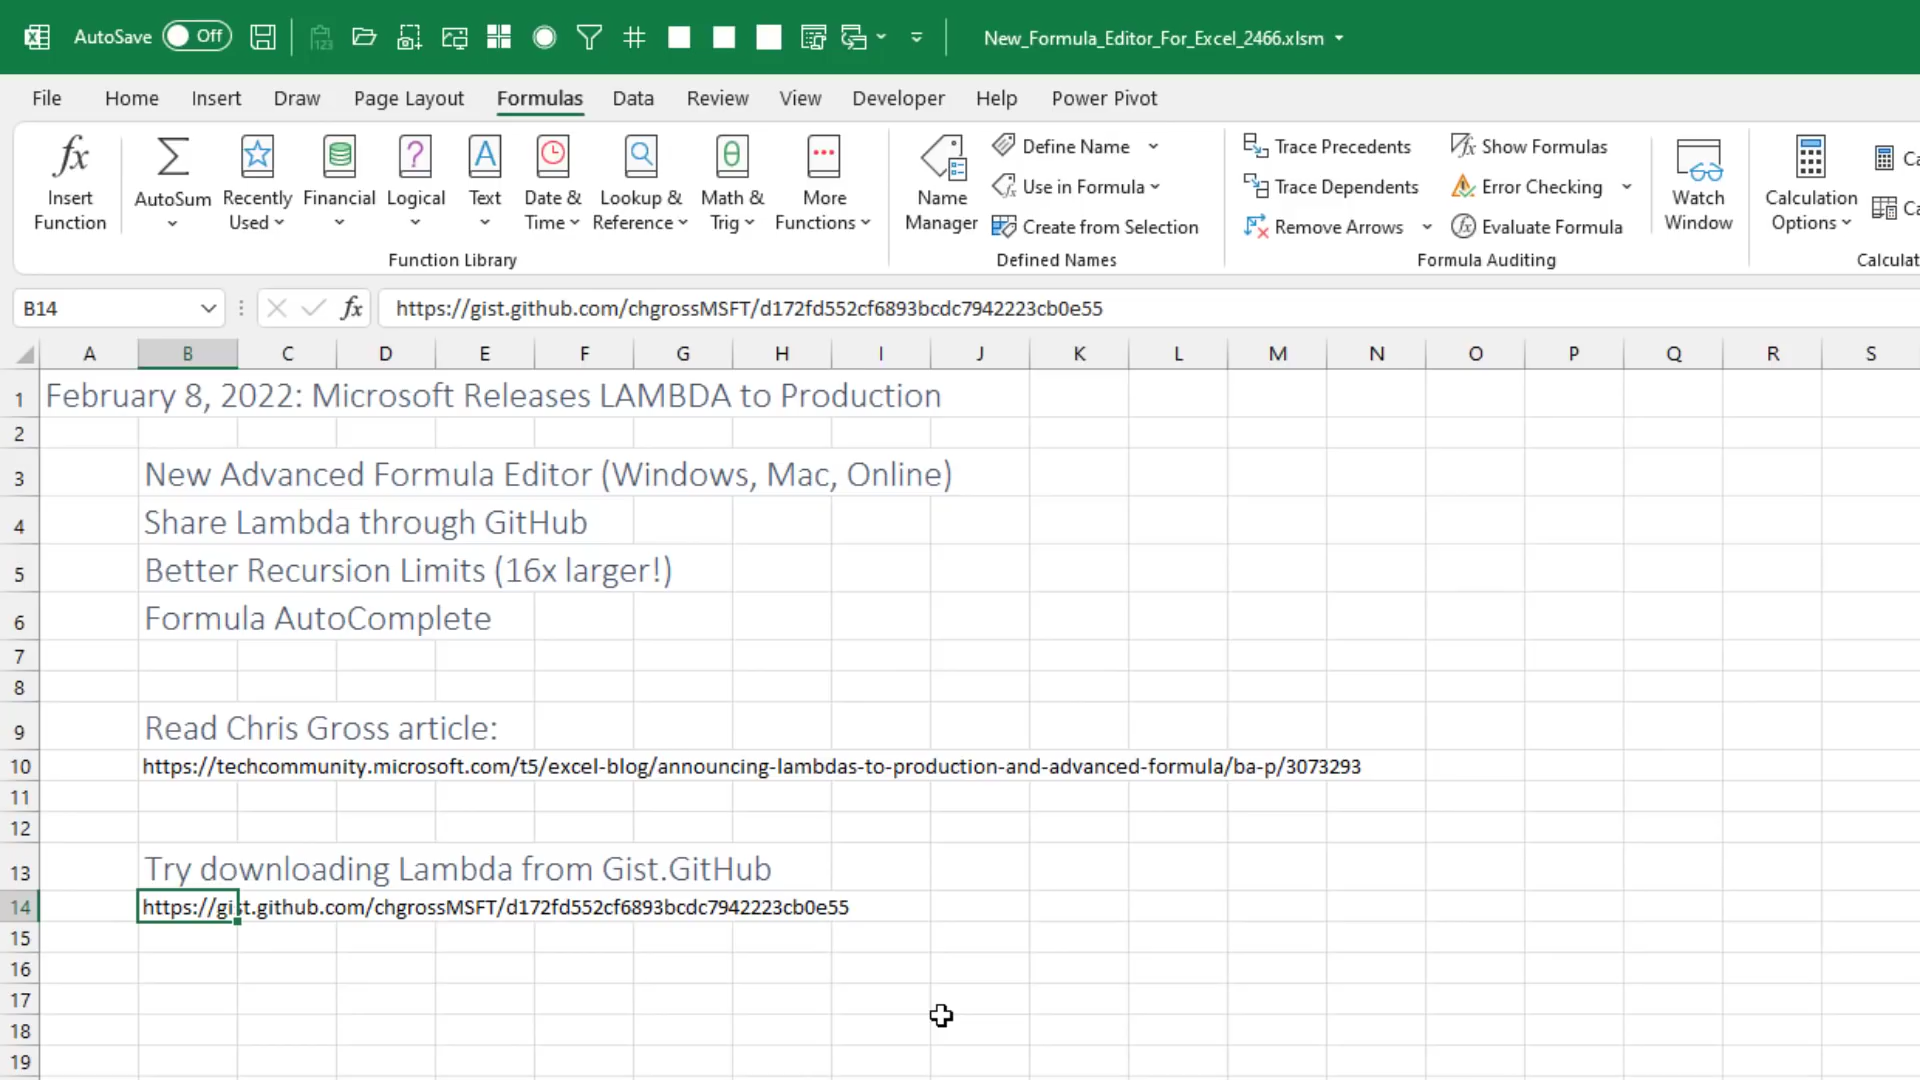 AutoSave Off New_Formula_Editor_For_Excel_2466.xlsm
File Home Insert Draw Page Layout Formulas Data Review View Developer Help Power Pivot
Insert Function
AutoSum
Recently Used
Financial
Logical
Text
Date & Time
Lookup & Reference
Math & Trig
More Functions
Function Library
Name Manager
Define Name
Use in Formula
Create from Selection
Defined Names
Trace Precedents
Trace Dependents
Remove Arrows
Show Formulas
Error Checking
Evaluate Formula
Formula Auditing
Watch Window
Calculation Options
Ca
Ca
Calculat
B14 fx https://gist.github.com/chgrossMSFT/d172fd552cf6893bcdc7942223cb0e55
A B C D E F G H I J K L M N O P Q R S
1 February 8, 2022: Microsoft Releases LAMBDA to Production
2
3 New Advanced Formula Editor (Windows, Mac, Online)
4 Share Lambda through GitHub
5 Better Recursion Limits (16x larger!)
6 Formula AutoComplete
7
8
9 Read Chris Gross article:
10 https://techcommunity.microsoft.com/t5/excel-blog/announcing-lambdas-to-production-and-advanced-formula/ba-p/3073293
11
12
13 Try downloading Lambda from Gist.GitHub
14 https://gist.github.com/chgrossMSFT/d172fd552cf6893bcdc7942223cb0e55
15
16
17
18
19